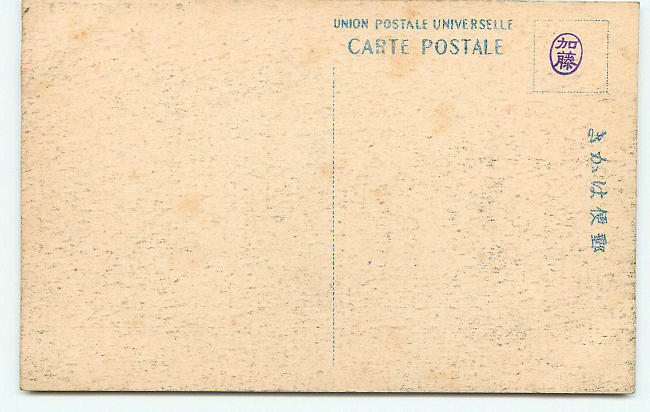 UNION POSTALE UNIVERSELLE
CARTE POSTALE
加藤
郵便はかき